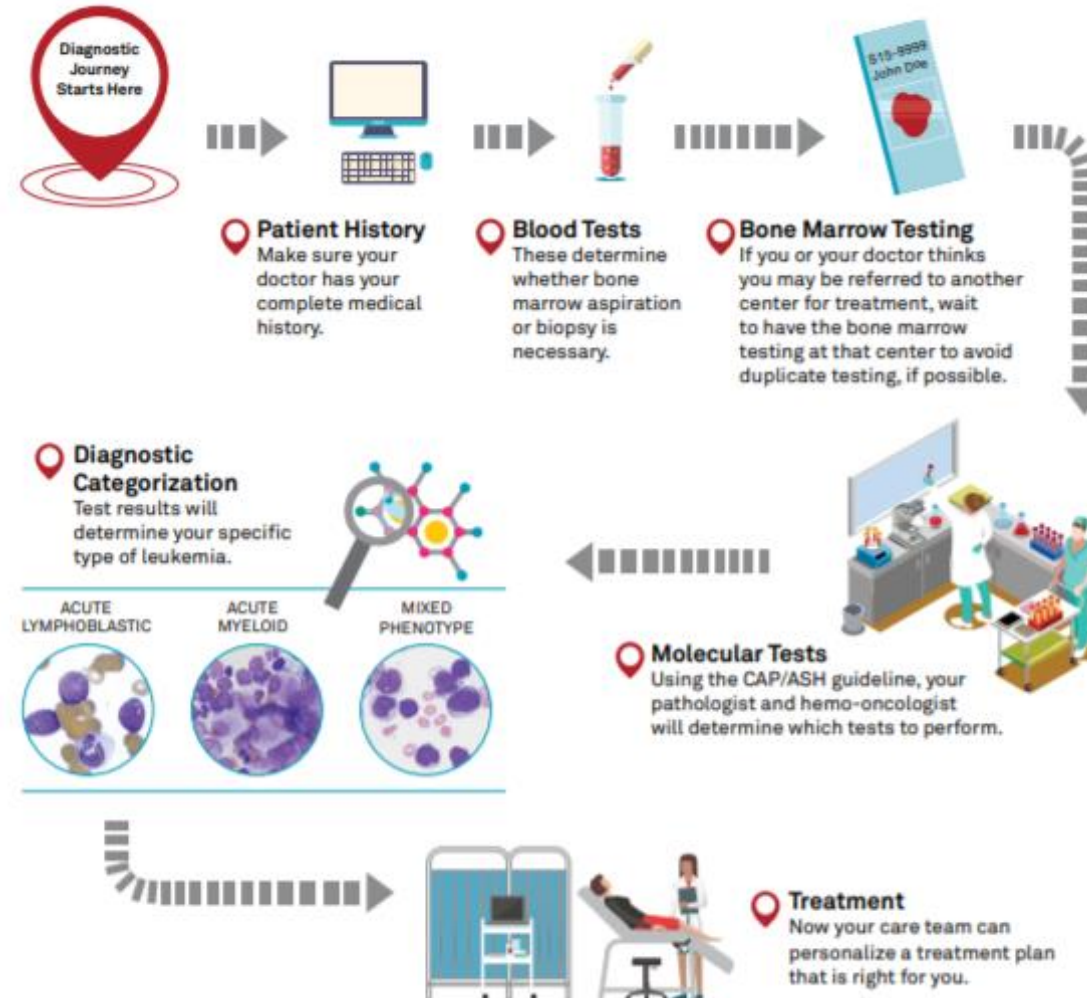 Diagnostic
Journey
Starts Here
S15-9999
John Doe
Patient History
Make sure your
doctor has your
complete medical
history.
Blood Tests
These determine
whether bone
marrow aspiration
or biopsy is
necessary.
Bone Marrow Testing
If you or your doctor thinks
you may be referred to another
center for treatment, wait
to have the bone marrow
testing at that center to avoid
duplicate testing, if possible.
Diagnostic
Categorization
Test results will
determine your specific
type of leukemia.
ACUTE
LYMPHOBLASTIC
ACUTE
MYELOID
MIXED
PHENOTYPE
Molecular Tests
Using the CAP/ASH guideline, your
pathologist and hemo-oncologist
will determine which tests to perform.
Treatment
Now your care team can
personalize a treatment plan
that is right for you.